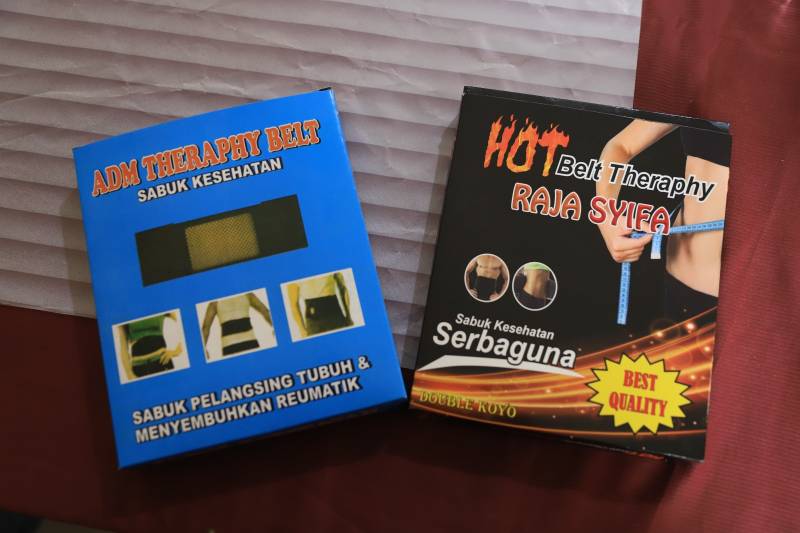 ADM THERAPHY BELT
SABUK KESEHATAN
SABUK PELANGSING TUBUH &
MENYEMBUHKAN REUMATIK
HOT Belt Theraphy
RAJA SYIFA
Sabuk Kesehatan
Serbaguna
DOUBLE KOYO
BEST
QUALITY